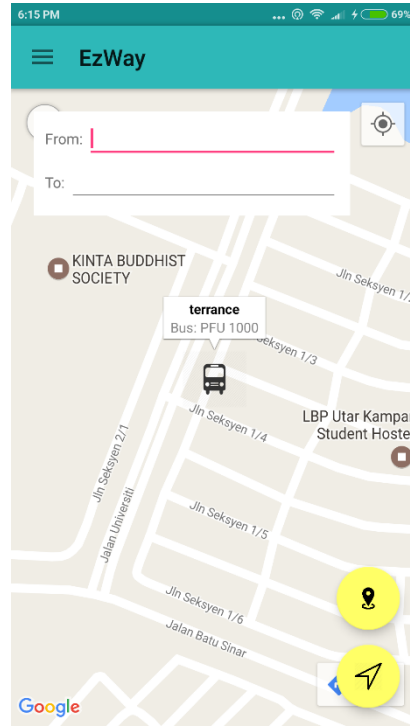 6:15 PM
69%
EzWay
From:
To:
KINTA BUDDHIST
SOCIETY
Jln Seksyen 1/
terrance
Bus: PFU 1000
eksyen 1/3
LBP Utar Kampa
Student Hoste
Jln Seksyen 1/4
Jln Seksyen 2/1
Jalan Universiti
Jln Seksyen 1/5
Jln Seksyen 1/6
Jalan Batu Sinar
Google